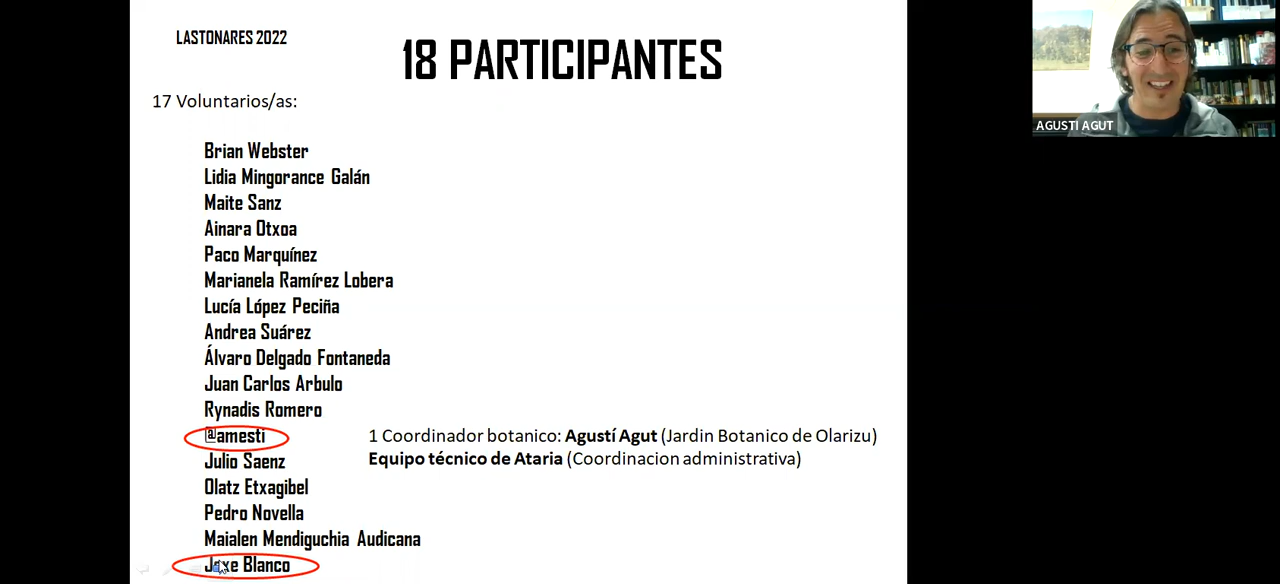 LASTONARES 2022
18 PARTICIPANTES
17 Voluntarios/as:
Brian Webster
Lidia Mingorance Galán
Maite Sanz
Ainara Otxoa
Paco Marquínez
Marianela Ramírez Lobera
Lucía López Peciña
Andrea Suárez
Álvaro Delgado Fontaneda
Juan Carlos Arbulo
Rynadis Romero
@amesti
Julio Saenz
Olatz Etxagibel
Pedro Novella
Maialen Mendiguchia Audicana
Blanco
1 Coordinador botanico: Agustí Agut (Jardin Botanico de Olarizu)
Equipo técnico de Ataria (Coordinacion administrativa)
AGUSTI AGUT